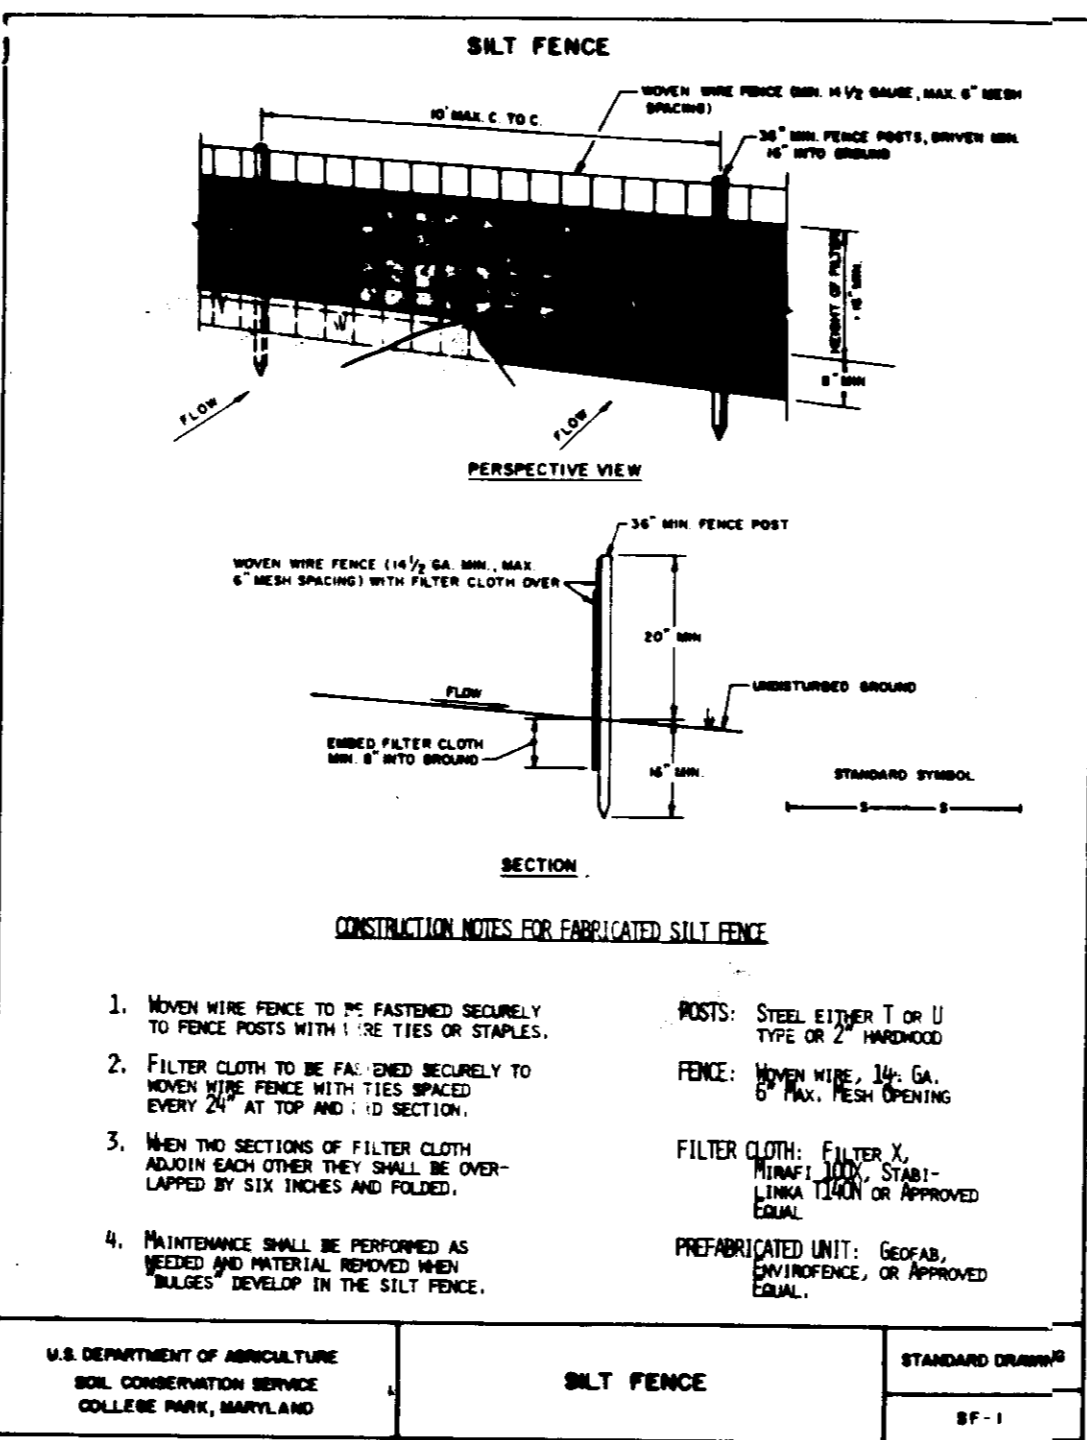 SILT FENCE
WOVEN WIRE FENCE (MIN. 14 1/2 GAUGE, MAX. 6" MESH
SPACING)
10' MAX. C. TO C.
36" MIN. FENCE POSTS, DRIVEN MIN.
16" INTO GROUND
HEIGHT OF FILTER
16" MIN.
8" MIN
FLOW
FLOW
PERSPECTIVE VIEW
36" MIN. FENCE POST
WOVEN WIRE FENCE (14 1/2 GA. MIN., MAX.
6" MESH SPACING) WITH FILTER CLOTH OVER
20" MIN
FLOW
UNDISTURBED GROUND
EMBED FILTER CLOTH
MIN. 8" INTO GROUND
16" MIN.
STANDARD SYMBOL
S S
SECTION
CONSTRUCTION NOTES FOR FABRICATED SILT FENCE
1. WOVEN WIRE FENCE TO BE FASTENED SECURELY
TO FENCE POSTS WITH WIRE TIES OR STAPLES.
2. FILTER CLOTH TO BE FASTENED SECURELY TO
WOVEN WIRE FENCE WITH TIES SPACED
EVERY 24" AT TOP AND MID SECTION.
3. WHEN TWO SECTIONS OF FILTER CLOTH
ADJOIN EACH OTHER THEY SHALL BE OVER-
LAPPED BY SIX INCHES AND FOLDED.
4. MAINTENANCE SHALL BE PERFORMED AS
NEEDED AND MATERIAL REMOVED WHEN
"BULGES" DEVELOP IN THE SILT FENCE.
POSTS: STEEL EITHER T OR U
TYPE OR 2" HARDWOOD
FENCE: WOVEN WIRE, GA.
6" MAX. MESH OPENING
FILTER CLOTH: FILTER X,
MIRAFI 100X, STABI-
LINKA T140N OR APPROVED
EQUAL
PREFABRICATED UNIT: GEOFAB,
ENVIROFENCE, OR APPROVED
EQUAL.
U.S. DEPARTMENT OF AGRICULTURE
SOIL CONSERVATION SERVICE
COLLEGE PARK, MARYLAND
SILT FENCE
STANDARD DRAWING
SF-1